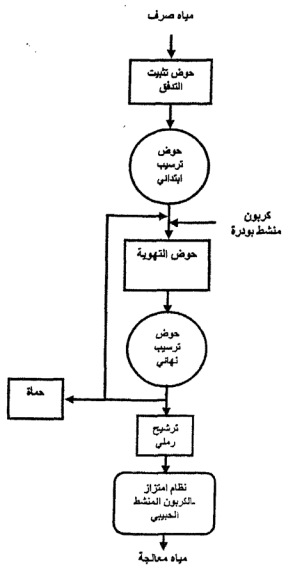 مياه صرف
حوض تثبيت
التدفق
حوض
ترسيب
ابتدائي
كربون
منشط بودرة
حوض التهوية
حوض
ترسيب
نهائي
حمأة
ترشيح
رملي
نظام امتزاز
بالكربون المنشط
الحبيبي
مياه معالجة